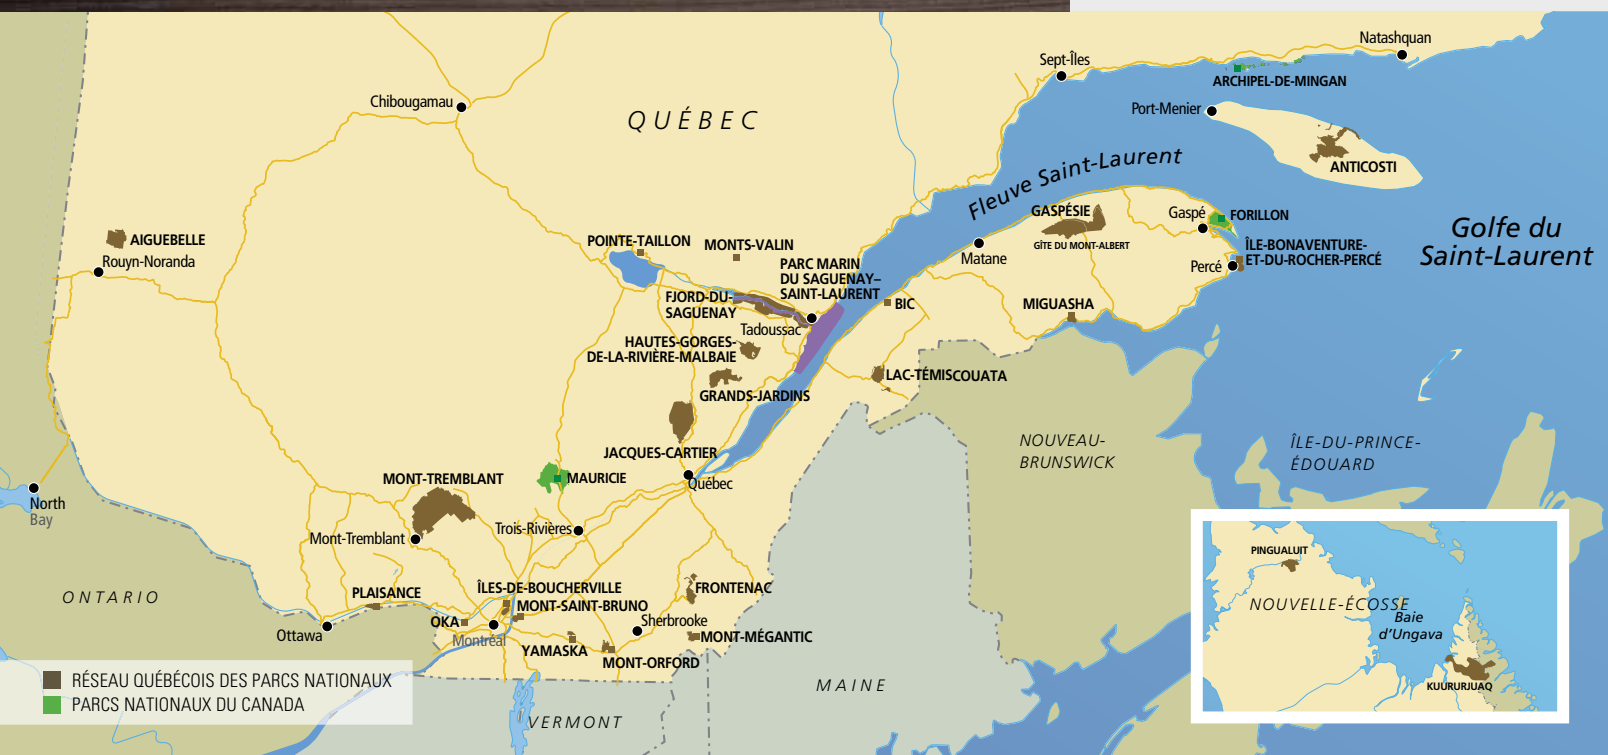 Natashquan
Sept-Îles
ARCHIPEL-DE-MINGAN
Chibougamau
Port-Menier
QUÉBEC
Fleuve Saint-Laurent
ANTICOSTI
GASPÉSIE
Gaspé
FORILLON
GÎTE DU MONT-ALBERT
Golfe du
Saint-Laurent
AIGUEBELLE
Rouyn-Noranda
POINTE-TAILLON
MONTS-VALIN
Matane
ÎLE-BONAVENTURE-
ET-DU-ROCHER-PERCÉ
Percé
PARC MARIN
DU SAGUENAY–
SAINT-LAURENT
FJORD-DU-
SAGUENAY
BIC
MIGUASHA
Tadoussac
HAUTES-GORGES-
DE-LA-RIVIÈRE-MALBAIE
LAC-TÉMISCOUATA
GRANDS-JARDINS
NOUVEAU-
BRUNSWICK
ÎLE-DU-PRINCE-
ÉDOUARD
JACQUES-CARTIER
MONT-TREMBLANT
MAURICIE
Québec
North
Bay
Trois-Rivières
Mont-Tremblant
PINGUALUIT
ONTARIO
PLAISANCE
ÎLES-DE-BOUCHERVILLE
FRONTENAC
MONT-SAINT-BRUNO
NOUVELLE-ÉCOSSE
Baie
d'Ungava
OKA
Sherbrooke
Ottawa
Montréal
MONT-MÉGANTIC
YAMASKA
MONT-ORFORD
MAINE
KUURURJUAQ
RÉSEAU QUÉBÉCOIS DES PARCS NATIONAUX
PARCS NATIONAUX DU CANADA
VERMONT